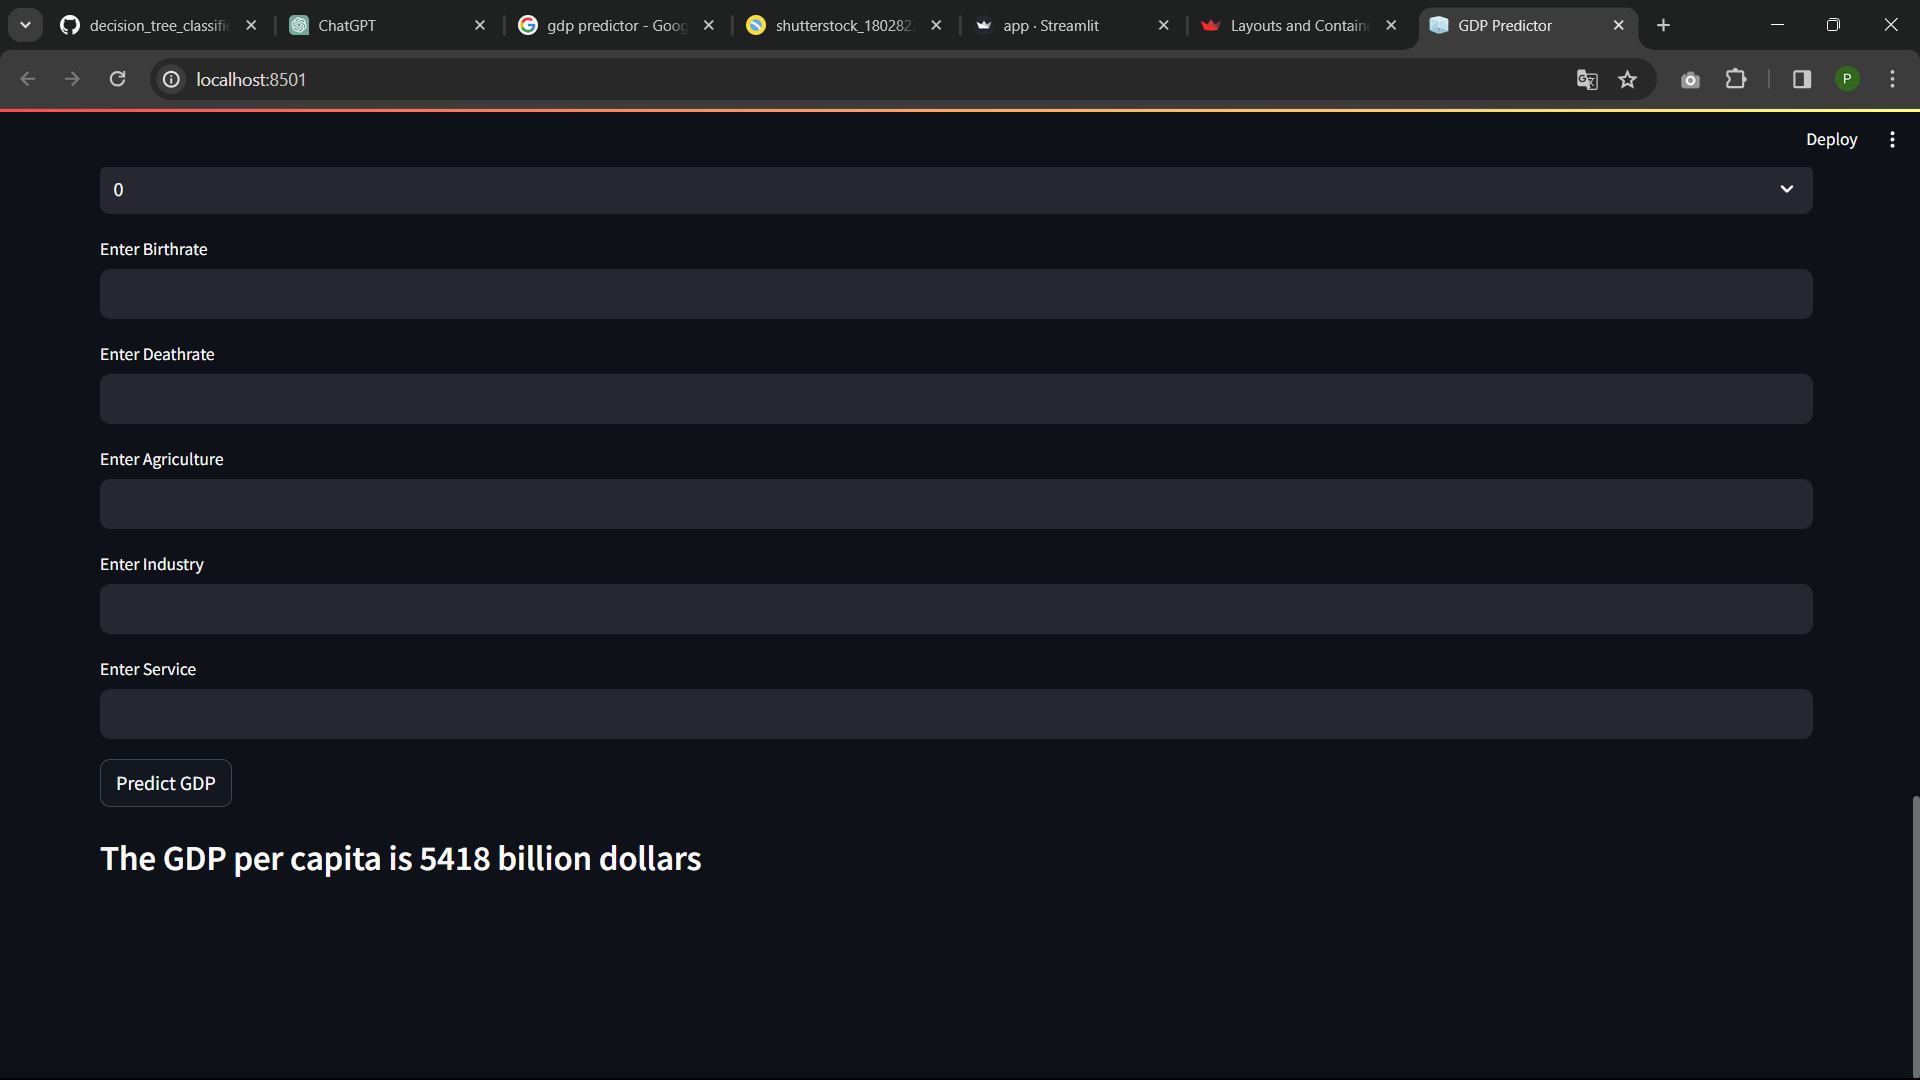 decision_tree_classifi
ChatGPT
gdp predictor - Goog
shutterstock_180282
app · Streamlit
Layouts and Contain
GDP Predictor
localhost:8501
P
Deploy
0
Enter Birthrate
Enter Deathrate
Enter Agriculture
Enter Industry
Enter Service
Predict GDP
The GDP per capita is 5418 billion dollars